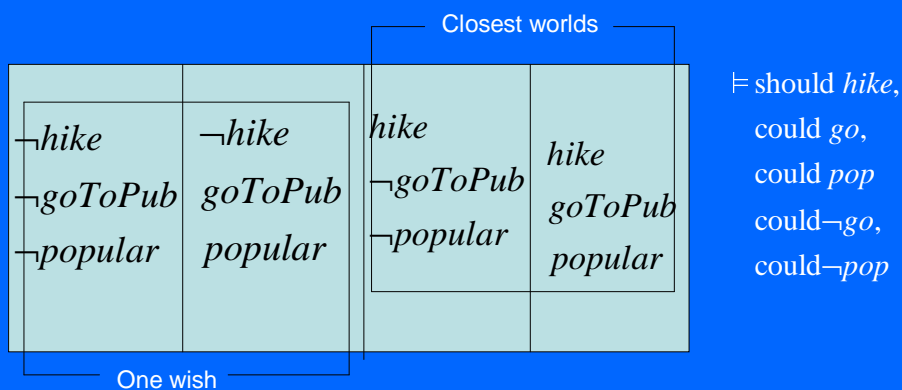 Closest worlds
¬hike
¬goToPub
¬popular
¬hike
goToPub
popular
hike
¬goToPub
¬popular
hike
goToPub
popular
⊨ should hike,
could go,
could pop
could¬go,
could¬pop
One wish